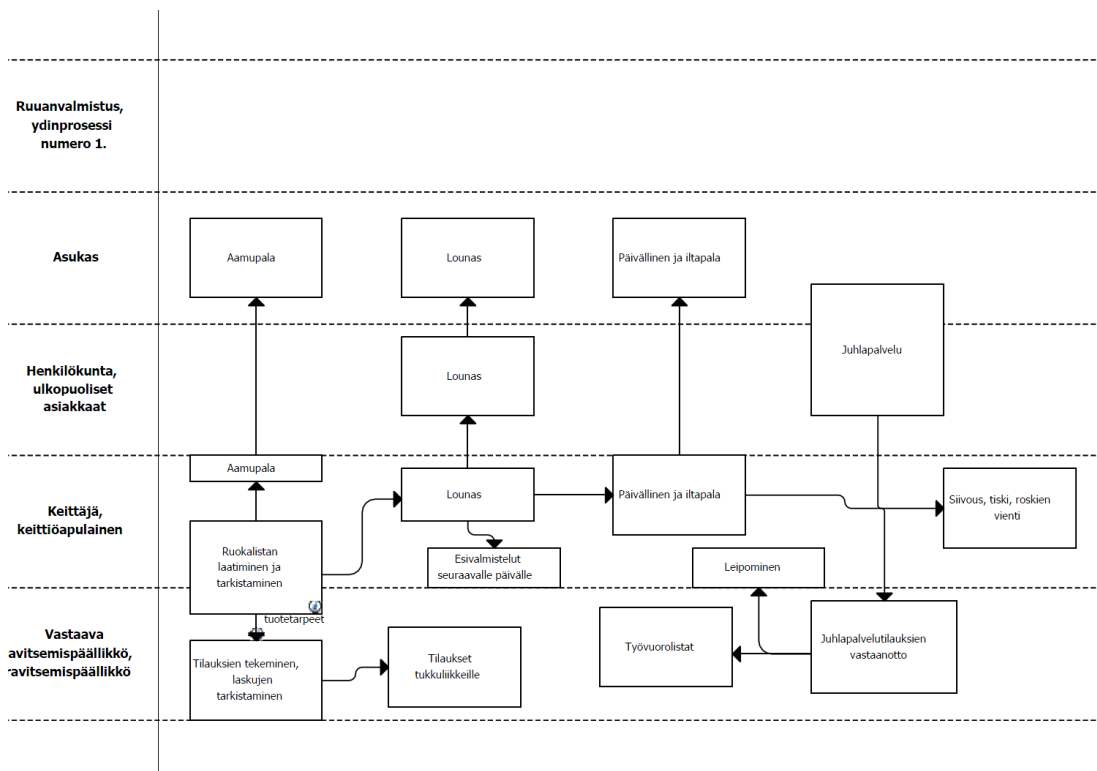 Ruuanvalmistus,
ydinprosessi
numero 1.
Asukas
Aamupala
Lounas
Päivällinen ja iltapala
Henkilökunta,
ulkopuoliset
asiakkaat
Lounas
Juhlapalvelu
Keittäjä,
keittiöapulainen
Aamupala
Ruokalistan
laatiminen ja
tarkistaminen
Lounas
Esivalmistelut
seuraavalle päivälle
Päivällinen ja iltapala
Leipominen
Siivous, tiski, roskien
vienti
Vastaava
avitsemispäällikkö,
ravitsemispäällikkö
tuotetarpeet
Tilauksien tekeminen,
laskujen
tarkistaminen
Tilaukset
tukkuliikkeille
Työvuorolistat
Juhlapalvelutilauksien
vastaanotto